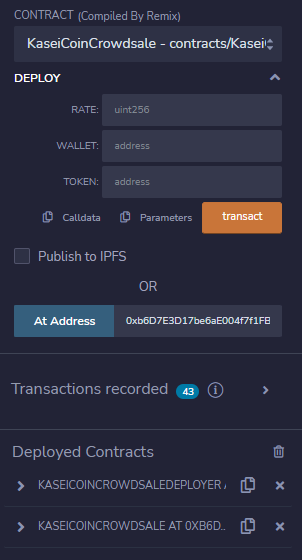 CONTRACT (Compiled By Remix)
KaseiCoinCrowdsale - contracts/Kasei
DEPLOY
RATE: uint256
WALLET: address
TOKEN: address
Calldata Parameters transact
Publish to IPFS
OR
At Address 0xb6D7E3D17be6aE004f7f1FB
Transactions recorded 43 i
Deployed Contracts
KASEICOINCROWDSALEDEPLOYER A
KASEICOINCROWDSALE AT 0XB6D...